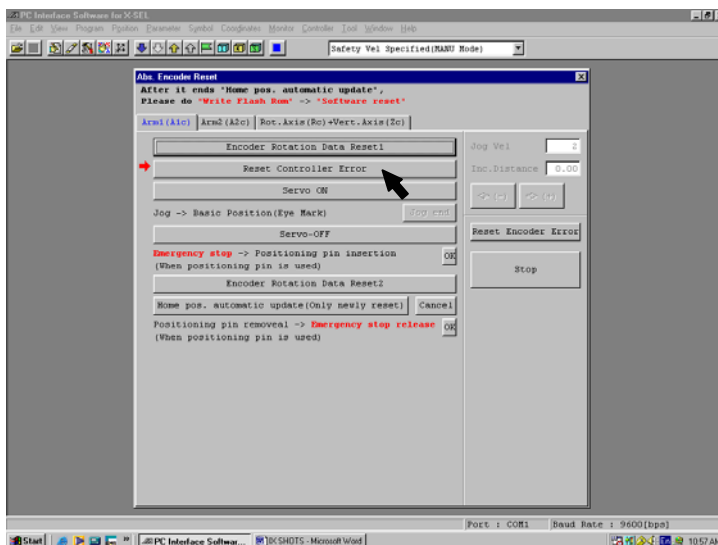 PC Interface Software for X-SEL
File Edit View Program Position Parameter Symbol Coordinates Monitor Controller Tool Window Help
Safety Vel Specified(MANU Mode)
Abs. Encoder Reset
After it ends "Home pos. automatic update",
Please do "Write Flash Rom" -> "Software reset"
Arm1(A1c) Arm2(A2c) Rot.Axis(Rc)+Vert.Axis(Zc)
Encoder Rotation Data Reset1
Reset Controller Error
Servo ON
Jog -> Basic Position(Eye Mark) Jog end
Servo-OFF
Emergency stop -> Positioning pin insertion OK
(When positioning pin is used)
Encoder Rotation Data Reset2
Home pos. automatic update(Only newly reset) Cancel
Positioning pin removeal -> Emergency stop release OK
(When positioning pin is used)
Jog Vel 2
Inc.Distance 0.00
(-) (+)
Reset Encoder Error
Stop
Port : COM1 Baud Rate : 9600[bps]
Start PC Interface Softwar... IX SHOTS - Microsoft Word 10:57 AM